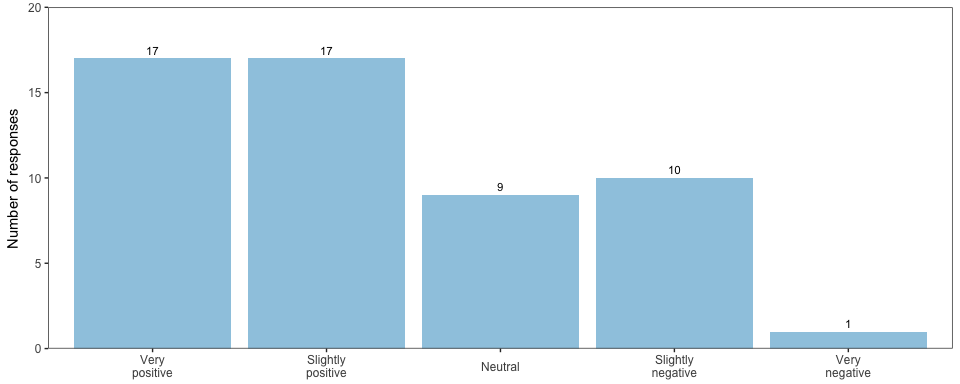 20
15
10
5
0
Number of responses
17
17
9
10
1
Very
positive
Slightly
positive
Neutral
Slightly
negative
Very
negative